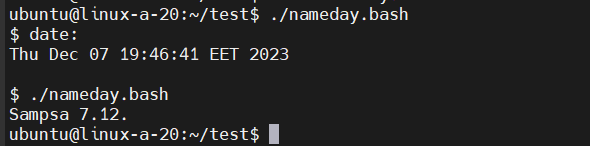 ubuntu@linux-a-20:~/test$ ./nameday.bash
$ date:
Thu Dec 07 19:46:41 EET 2023
$ ./nameday.bash
Sampsa 7.12.
ubuntu@linux-a-20:~/test$